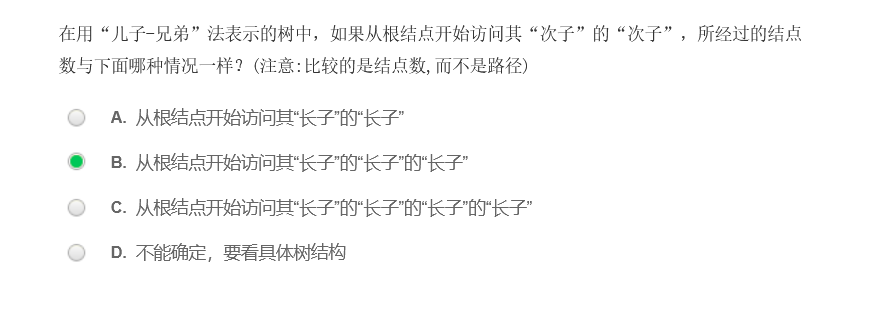 在用“儿子-兄弟”法表示的树中，如果从根结点开始访问其“次子”的“次子”，所经过的结点
数与下面哪种情况一样？(注意:比较的是结点数,而不是路径)
A. 从根结点开始访问其“长子”的“长子”
B. 从根结点开始访问其“长子”的“长子”的“长子”
C. 从根结点开始访问其“长子”的“长子”的“长子”的“长子”
D. 不能确定，要看具体树结构